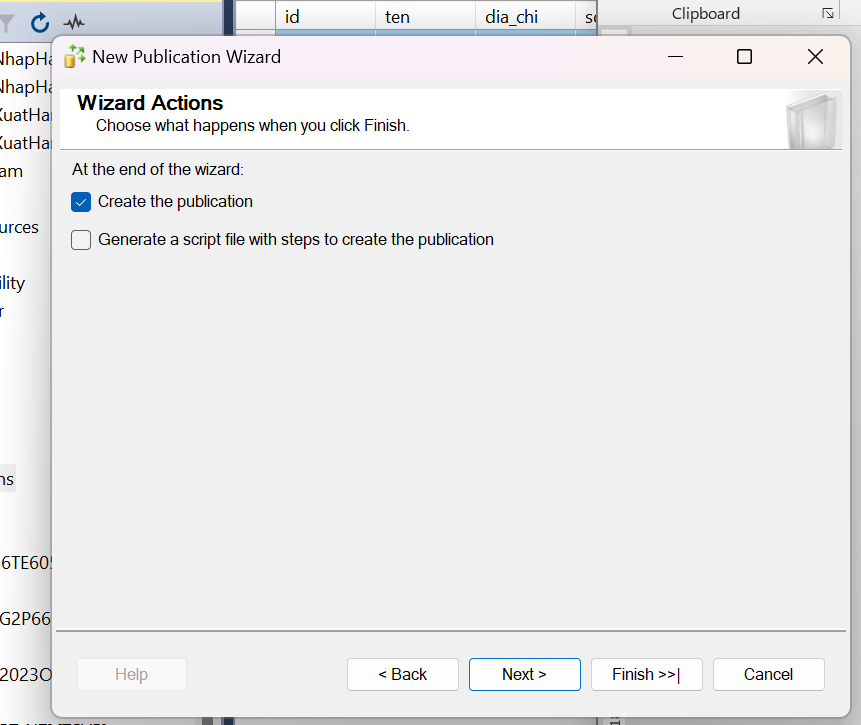 id ten dia_chi
Clipboard
New Publication Wizard
Wizard Actions
Choose what happens when you click Finish.
At the end of the wizard:
Create the publication
Generate a script file with steps to create the publication
Help < Back Next > Finish >>| Cancel
NhapHa
NhapHa
XuatHa
XuatHa
am
urces
ility
r
ns
6TE605
G2P66
2023O